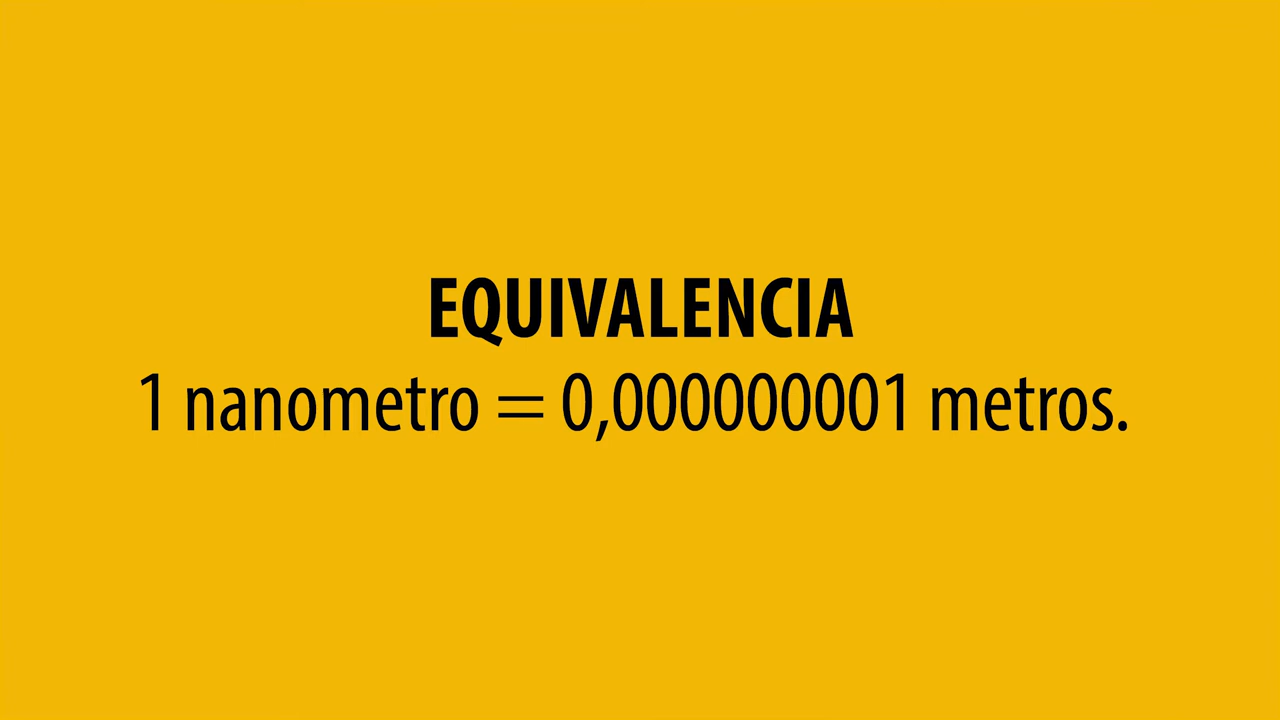 EQUIVALENCIA
1 nanometro = 0,000000001 metros.